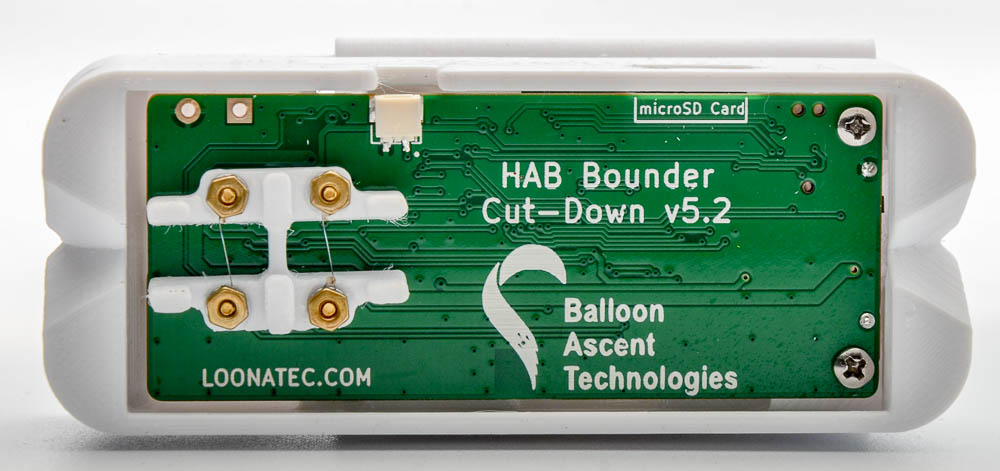 microSD Card
HAB Bounder
Cut-Down v5.2
Balloon
Ascent
Technologies
LOONATEC.COM